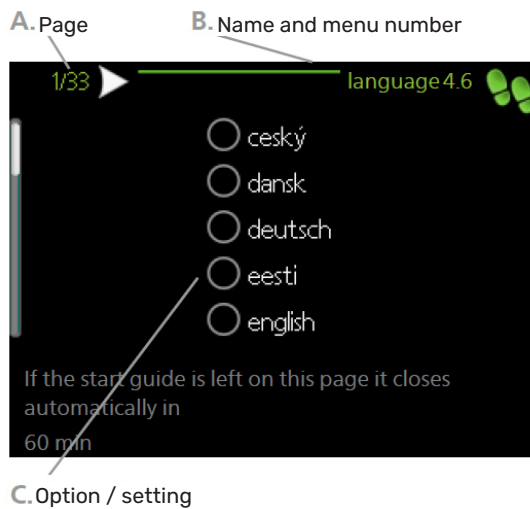 A. Page
B. Name and menu number
1/33
language 4.6
ceský
dansk
deutsch
eesti
english
If the start guide is left on this page it closes
automatically in
60 min
C. Option / setting